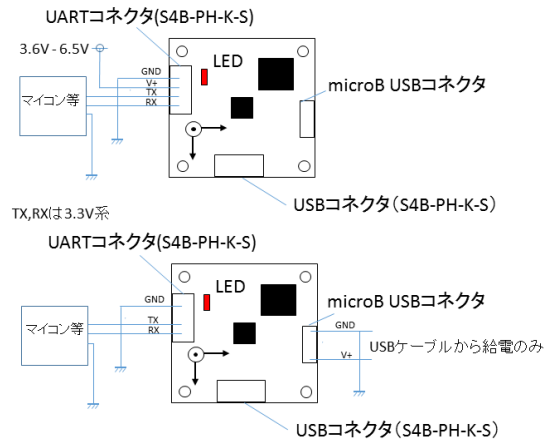 UARTコネクタ(S4B-PH-K-S)
3.6V - 6.5V
GND
V+
TX
RX
マイコン等
LED
microB USBコネクタ
USBコネクタ（S4B-PH-K-S）
TX,RXは3.3V系
UARTコネクタ(S4B-PH-K-S)
GND
TX
RX
マイコン等
LED
microB USBコネクタ
GND
USBケーブルから給電のみ
V+
USBコネクタ（S4B-PH-K-S）